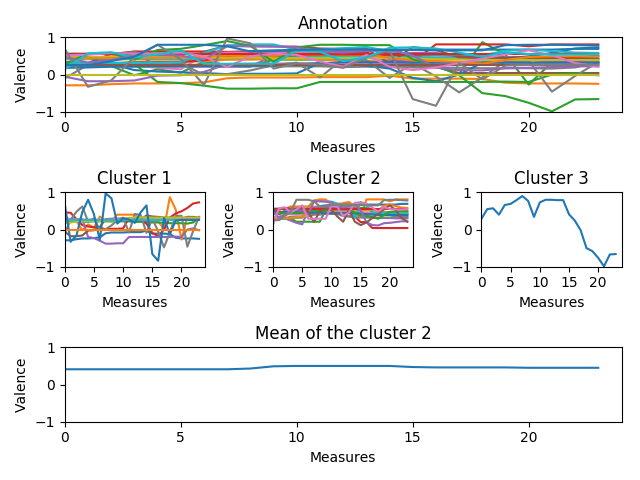 Annotation
Valence
1
0
−1
0 5 10 15 20
Measures
Cluster 1 Cluster 2 Cluster 3
Valence Valence Valence
1 1 1
0 0 0
−1 −1 −1
0 5 10 15 20 0 5 10 15 20 0 5 10 15 20
Measures Measures Measures
Mean of the cluster 2
Valence
1
0
−1
0 5 10 15 20
Measures